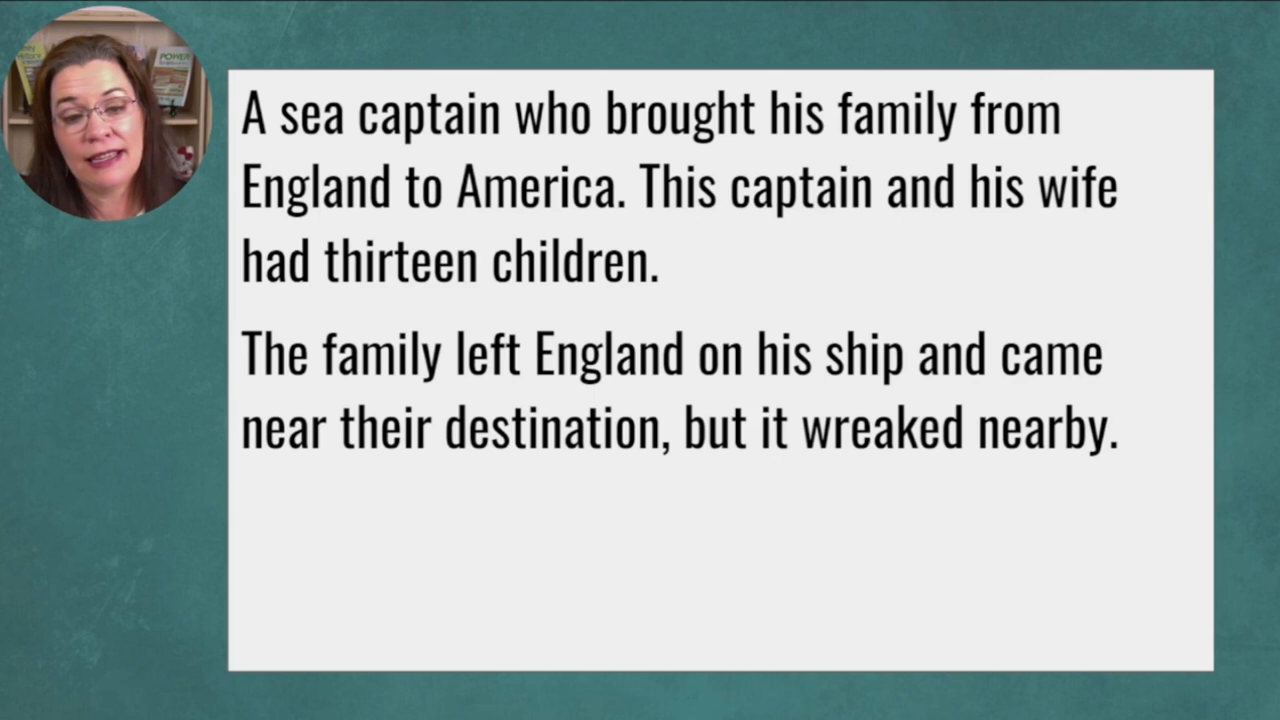 POWER
A sea captain who brought his family from
England to America. This captain and his wife
had thirteen children.
The family left England on his ship and came
near their destination, but it wreaked nearby.